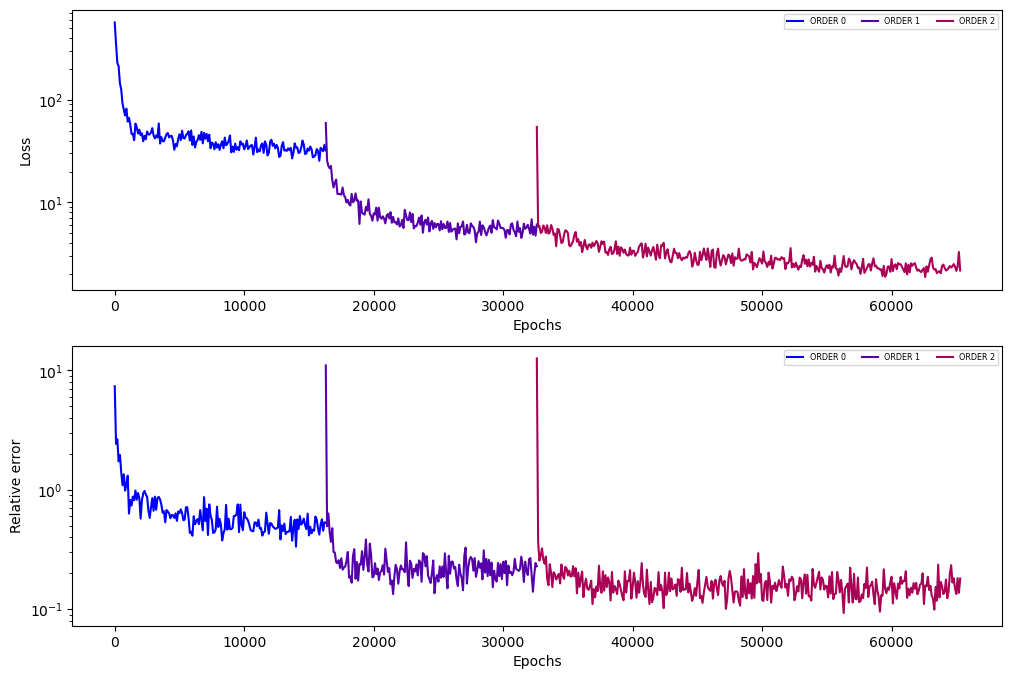 ORDER 0 ORDER 1 ORDER 2
10²
10¹
Loss
0 10000 20000 30000 40000 50000 60000
Epochs
ORDER 0 ORDER 1 ORDER 2
10¹
10⁰
10⁻¹
Relative error
0 10000 20000 30000 40000 50000 60000
Epochs